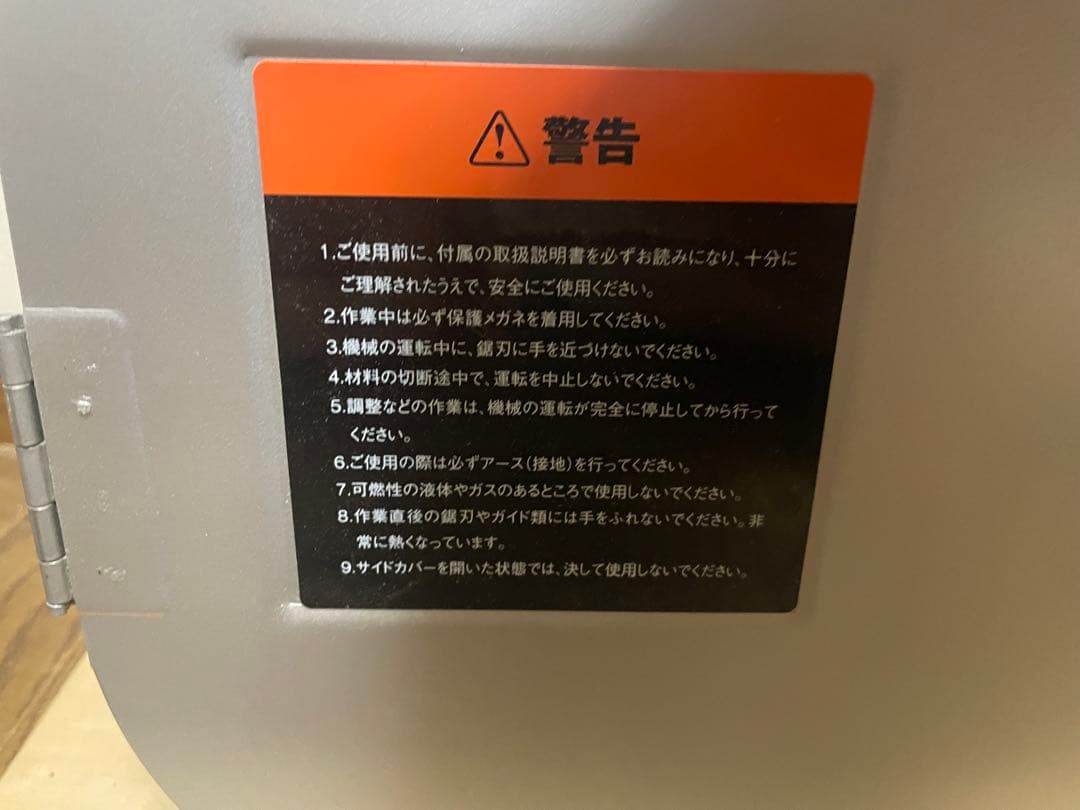 警告
1.ご使用前に、付属の取扱説明書を必ずお読みになり、十分に
ご理解されたうえで、安全にご使用ください。
2.作業中は必ず保護メガネを着用してください。
3.機械の運転中に、鋸刃に手を近づけないでください。
4.材料の切断途中で、運転を中止しないでください。
5.調整などの作業は、機械の運転が完全に停止してから行って
ください。
6.ご使用の際は必ずアース(接地)を行ってください。
7.可燃性の液体やガスのあるところで使用しないでください。
8.作業直後の鋸刃やガイド類には手をふれないでください。非
常に熱くなっています。
9.サイドカバーを開いた状態では、決して使用しないでください。